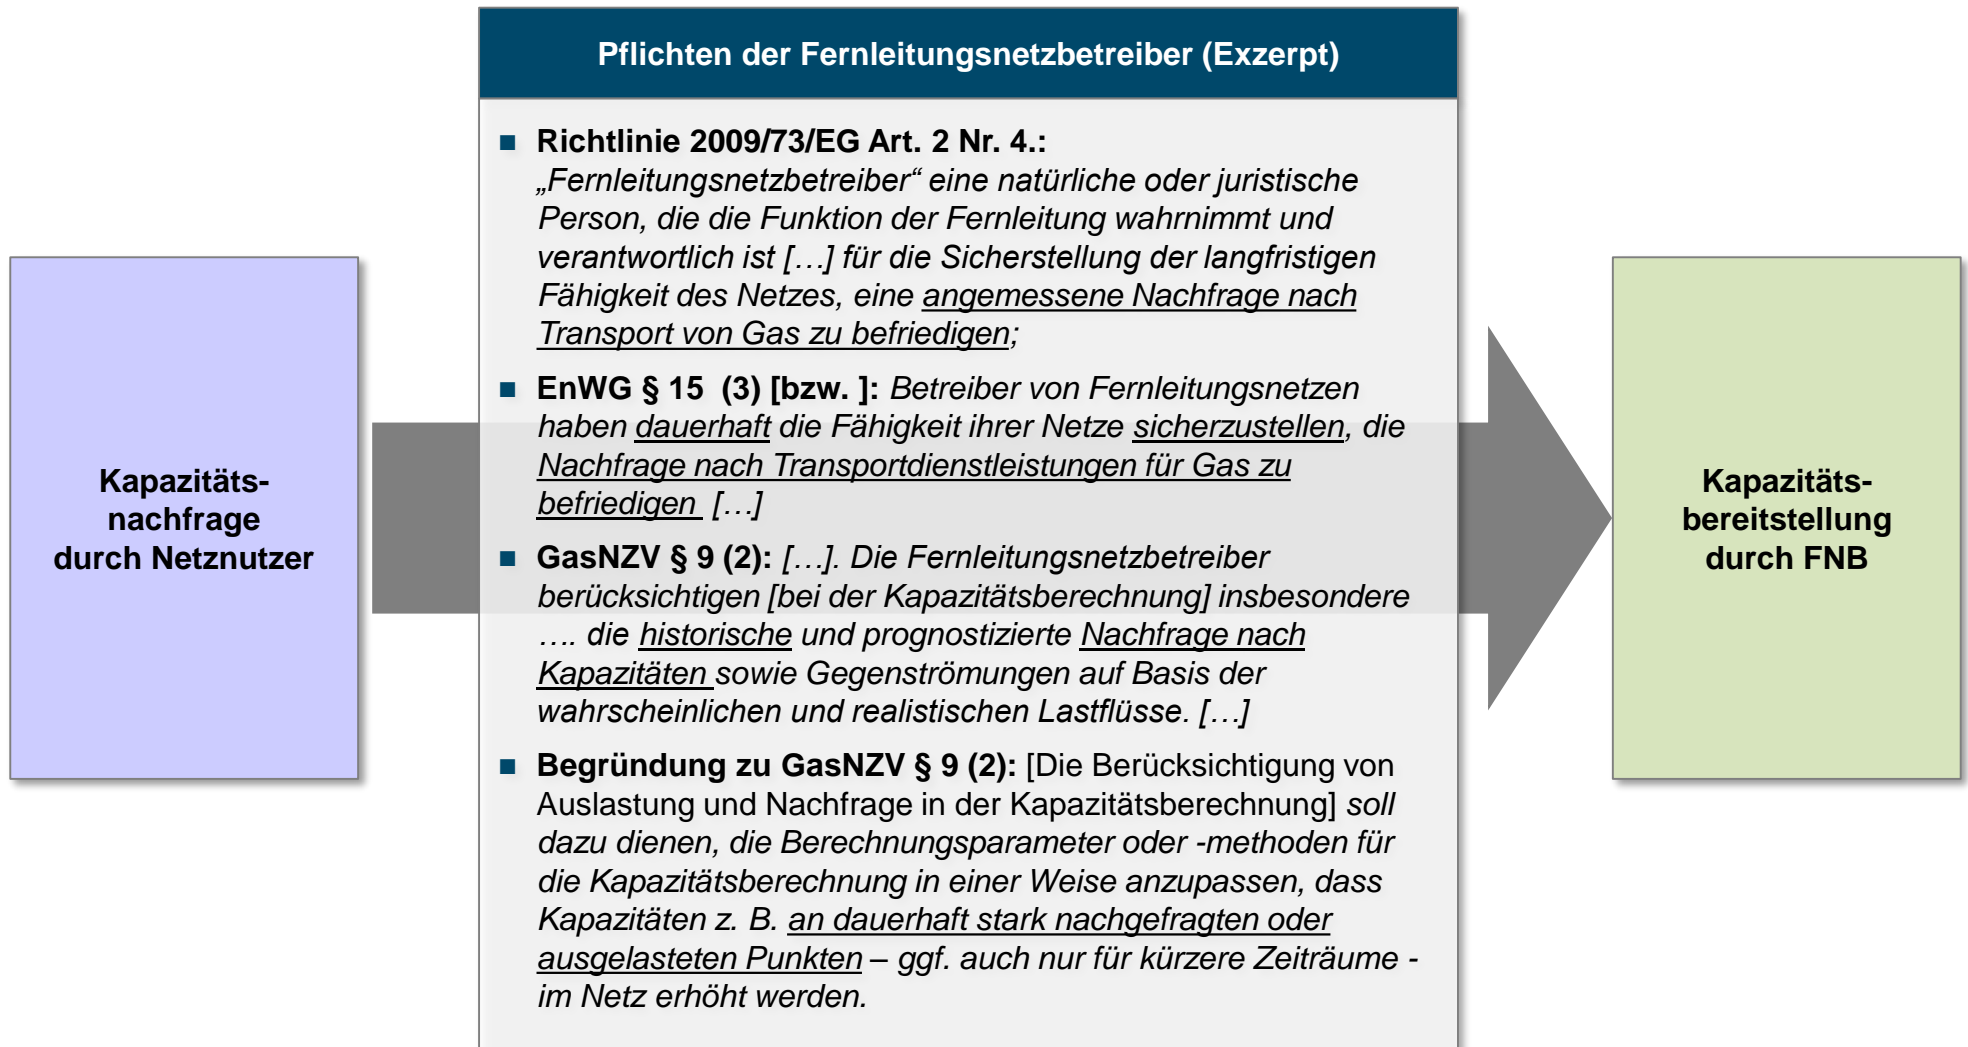 Pflichten der Fernleitungsnetzbetreiber (Exzerpt)
Kapazitäts-
nachfrage
durch Netznutzer
■ Richtlinie 2009/73/EG Art. 2 Nr. 4.:
„Fernleitungsnetzbetreiber“ eine natürliche oder juristische
Person, die die Funktion der Fernleitung wahrnimmt und
verantwortlich ist […] für die Sicherstellung der langfristigen
Fähigkeit des Netzes, eine angemessene Nachfrage nach
Transport von Gas zu befriedigen;
■ EnWG § 15  (3) [bzw. ]: Betreiber von Fernleitungsnetzen
haben dauerhaft die Fähigkeit ihrer Netze sicherzustellen, die
Nachfrage nach Transportdienstleistungen für Gas zu
befriedigen  […]
■ GasNZV § 9 (2): […]. Die Fernleitungsnetzbetreiber
berücksichtigen [bei der Kapazitätsberechnung] insbesondere
…. die historische und prognostizierte Nachfrage nach
Kapazitäten sowie Gegenströmungen auf Basis der
wahrscheinlichen und realistischen Lastflüsse. […]
■ Begründung zu GasNZV § 9 (2): [Die Berücksichtigung von
Auslastung und Nachfrage in der Kapazitätsberechnung] soll
dazu dienen, die Berechnungsparameter oder -methoden für
die Kapazitätsberechnung in einer Weise anzupassen, dass
Kapazitäten z. B. an dauerhaft stark nachgefragten oder
ausgelasteten Punkten – ggf. auch nur für kürzere Zeiträume -
im Netz erhöht werden.
Kapazitäts-
bereitstellung
durch FNB